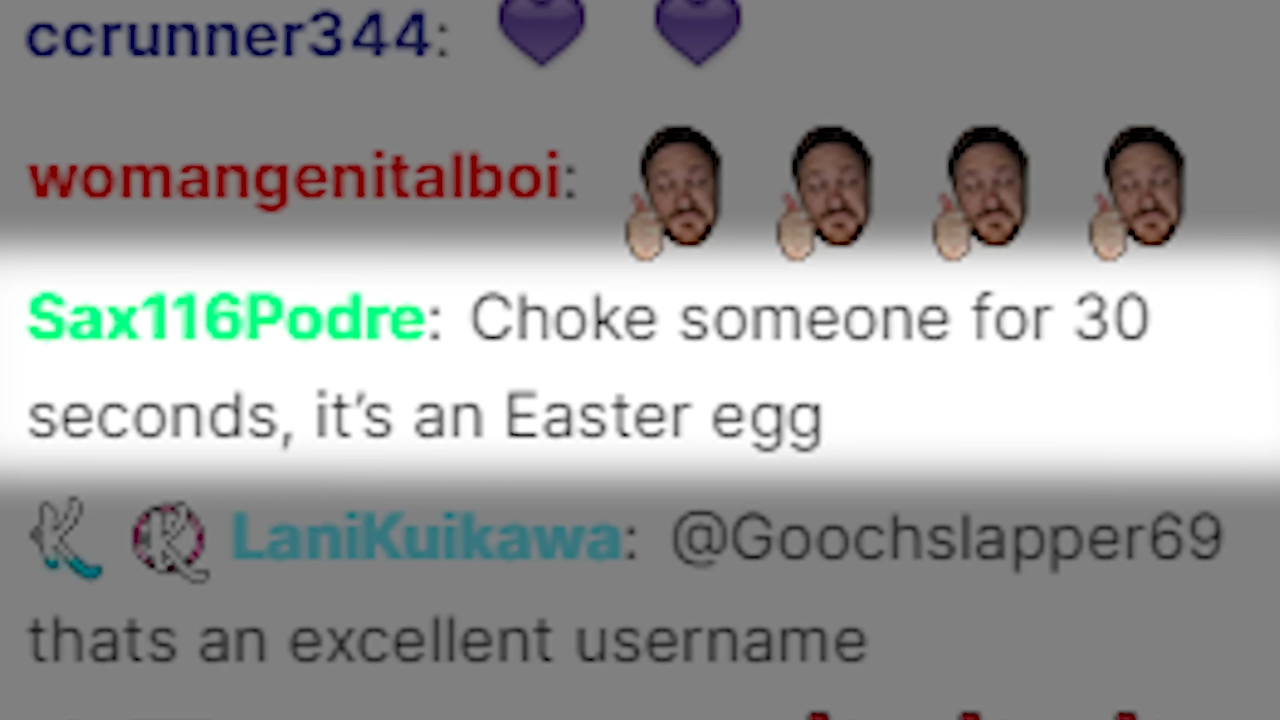 ccrunner344:
womangenitalboi:
Sax116Podre: Choke someone for 30
seconds, it’s an Easter egg
LaniKuikawa: @Goochslapper69
thats an excellent username